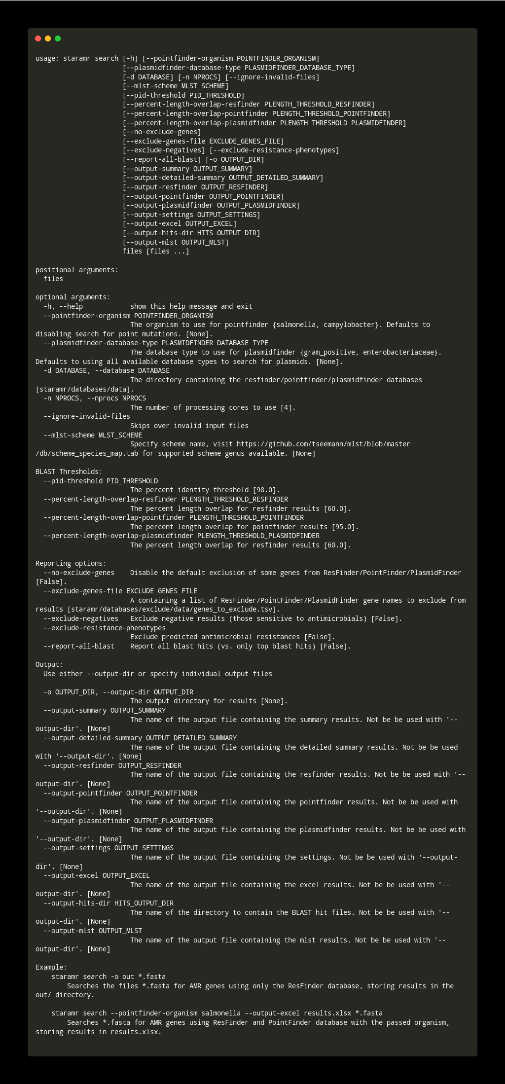 usage: staramr search [-h] [--pointfinder-organism POINTFINDER_ORGANISM]
[--plasmidfinder-database-type PLASMIDFINDER_DATABASE_TYPE]
[-d DATABASE] [-n NPROCS] [--ignore-invalid-files]
[--mlst-scheme MLST_SCHEME]
[--pid-threshold PID_THRESHOLD]
[--percent-length-overlap-resfinder PLENGTH_THRESHOLD_RESFINDER]
[--percent-length-overlap-pointfinder PLENGTH_THRESHOLD_POINTFINDER]
[--percent-length-overlap-plasmidfinder PLENGTH_THRESHOLD_PLASMIDFINDER]
[--no-exclude-genes]
[--exclude-genes-file EXCLUDE_GENES_FILE]
[--exclude-negatives] [--exclude-resistance-phenotypes]
[--report-all-blast] [-o OUTPUT_DIR]
[--output-summary OUTPUT_SUMMARY]
[--output-detailed-summary OUTPUT_DETAILED_SUMMARY]
[--output-resfinder OUTPUT_RESFINDER]
[--output-pointfinder OUTPUT_POINTFINDER]
[--output-plasmidfinder OUTPUT_PLASMIDFINDER]
[--output-settings OUTPUT_SETTINGS]
[--output-excel OUTPUT_EXCEL]
[--output-hits-dir HITS_OUTPUT_DIR]
[--output-mlst OUTPUT_MLST]
files [files ...]
positional arguments:
files
optional arguments:
-h, --help show this help message and exit
--pointfinder-organism POINTFINDER_ORGANISM
The organism to use for pointfinder {salmonella, campylobacter}. Defaults to
disabling search for point mutations. [None].
--plasmidfinder-database-type PLASMIDFINDER_DATABASE_TYPE
The database type to use for plasmidfinder {gram_positive, enterobacteriaceae}.
Defaults to using all available database types to search for plasmids. [None].
-d DATABASE, --database DATABASE
The directory containing the resfinder/pointfinder/plasmidfinder databases
[staramr/databases/data].
-n NPROCS, --nprocs NPROCS
The number of processing cores to use [4].
--ignore-invalid-files
Skips over invalid input files
--mlst-scheme MLST_SCHEME
Specify scheme name, visit https://github.com/tseemann/mlst/blob/master
/db/scheme_species_map.tab for supported scheme genus available. [None]
BLAST Thresholds:
--pid-threshold PID_THRESHOLD
The percent identity threshold [98.0].
--percent-length-overlap-resfinder PLENGTH_THRESHOLD_RESFINDER
The percent length overlap for resfinder results [60.0].
--percent-length-overlap-pointfinder PLENGTH_THRESHOLD_POINTFINDER
The percent length overlap for pointfinder results [95.0].
--percent-length-overlap-plasmidfinder PLENGTH_THRESHOLD_PLASMIDFINDER
The percent length overlap for resfinder results [60.0].
Reporting options:
--no-exclude-genes Disable the default exclusion of some genes from ResFinder/PointFinder/PlasmidFinder
[False].
--exclude-genes-file EXCLUDE_GENES_FILE
A containing a list of ResFinder/PointFinder/PlasmidFinder gene names to exclude from
results [staramr/databases/exclude/data/genes_to_exclude.tsv].
--exclude-negatives Exclude negative results (those sensitive to antimicrobials) [False].
--exclude-resistance-phenotypes
Exclude predicted antimicrobial resistances [False].
--report-all-blast Report all blast hits (vs. only top blast hits) [False].
Output:
Use either --output-dir or specify individual output files
-o OUTPUT_DIR, --output-dir OUTPUT_DIR
The output directory for results [None].
--output-summary OUTPUT_SUMMARY
The name of the output file containing the summary results. Not be be used with '--
output-dir'. [None]
--output-detailed-summary OUTPUT_DETAILED_SUMMARY
The name of the output file containing the detailed summary results. Not be be used
with '--output-dir'. [None]
--output-resfinder OUTPUT_RESFINDER
The name of the output file containing the resfinder results. Not be be used with '--
output-dir'. [None]
--output-pointfinder OUTPUT_POINTFINDER
The name of the output file containing the pointfinder results. Not be be used with
'--output-dir'. [None]
--output-plasmidfinder OUTPUT_PLASMIDFINDER
The name of the output file containing the plasmidfinder results. Not be be used with
'--output-dir'. [None]
--output-settings OUTPUT_SETTINGS
The name of the output file containing the settings. Not be be used with '--output-
dir'. [None]
--output-excel OUTPUT_EXCEL
The name of the output file containing the excel results. Not be be used with '--
output-dir'. [None]
--output-hits-dir HITS_OUTPUT_DIR
The name of the directory to contain the BLAST hit files. Not be be used with '--
output-dir'. [None]
--output-mlst OUTPUT_MLST
The name of the output file containing the mlst results. Not be be used with '--
output-dir'. [None]
Example:
staramr search -o out *.fasta
Searches the files *.fasta for AMR genes using only the ResFinder database, storing results in the
out/ directory.
staramr search --pointfinder-organism salmonella --output-excel results.xlsx *.fasta
Searches *.fasta for AMR genes using ResFinder and PointFinder database with the passed organism,
storing results in results.xlsx.